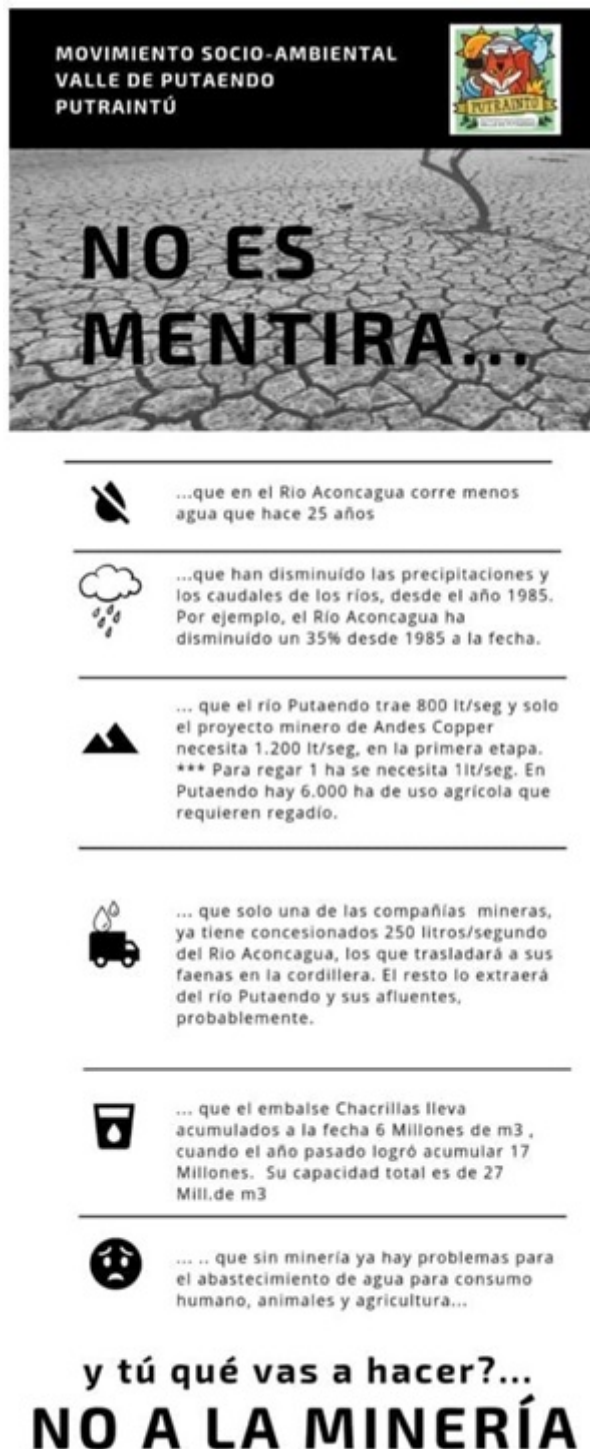 MOVIMIENTO SOCIO-AMBIENTAL
VALLE DE PUTAENDO
PUTRAINTÚ
PUTRAINTÚ
NO ES
MENTIRA...
...que en el Rio Aconcagua corre menos
agua que hace 25 años
...que han disminuído las precipitaciones y
los caudales de los ríos, desde el año 1985.
Por ejemplo, el Río Aconcagua ha
disminuído un 35% desde 1985 a la fecha.
... que el río Putaendo trae 800 lt/seg y solo
el proyecto minero de Andes Copper
necesita 1.200 lt/seg, en la primera etapa.
*** Para regar 1 ha se necesita 1lt/seg. En
Putaendo hay 6.000 ha de uso agrícola que
requieren regadío.
... que solo una de las compañías mineras,
ya tiene concesionados 250 litros/segundo
del Rio Aconcagua, los que trasladará a sus
faenas en la cordillera. El resto lo extraerá
del río Putaendo y sus afluentes,
probablemente.
... que el embalse Chacrillas lleva
acumulados a la fecha 6 Millones de m3 ,
cuando el año pasado logró acumular 17
Millones. Su capacidad total es de 27
Mill.de m3
... .. que sin minería ya hay problemas para
el abastecimiento de agua para consumo
humano, animales y agricultura...
y tú qué vas a hacer?...
NO A LA MINERÍA